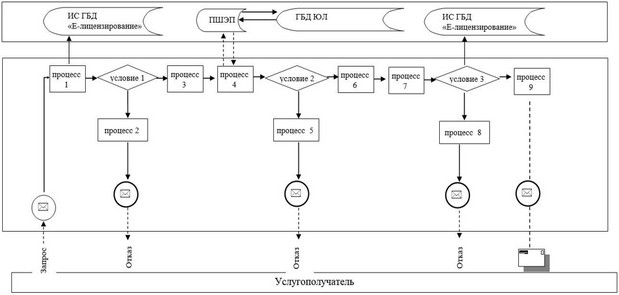 ИС ГБД
«Е-лицензирование»
ПШЭП
ГБД ЮЛ
ИС ГБД
«Е-лицензирование»
процесс
1
условие 1
процесс
3
процесс
4
условие 2
процесс
6
процесс
7
условие 3
процесс
9
процесс 2
процесс 5
процесс 8
Запрос
Отказ
Отказ
Отказ
Услугополучатель